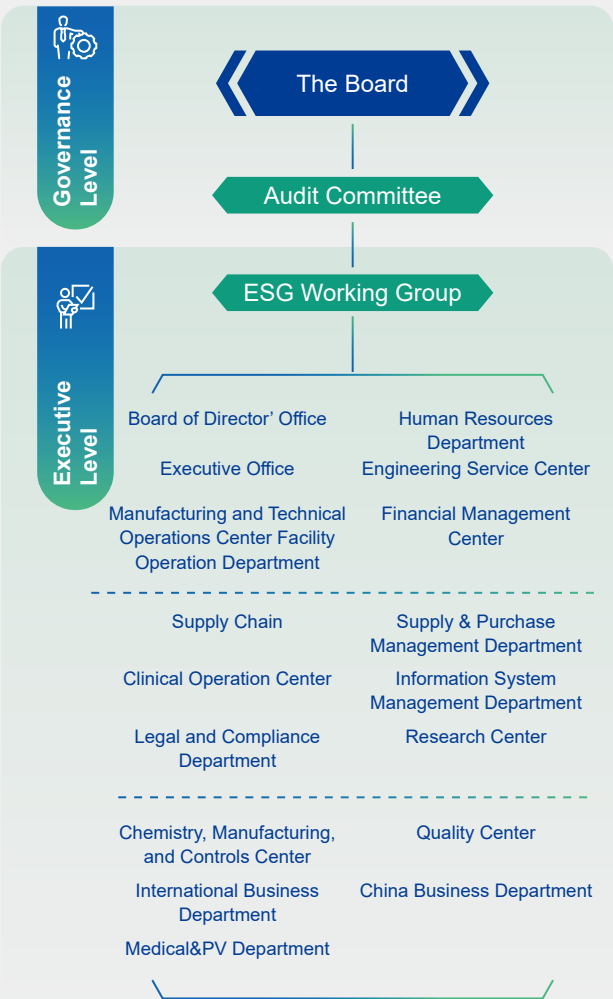 Governance
Level
The Board
Audit Committee
Executive
Level
ESG Working Group
Board of Director’ Office
Human Resources
Department
Executive Office
Engineering Service Center
Manufacturing and Technical
Operations Center Facility
Operation Department
Financial Management
Center
Supply Chain
Supply & Purchase
Management Department
Clinical Operation Center
Information System
Management Department
Legal and Compliance
Department
Research Center
Chemistry, Manufacturing,
and Controls Center
Quality Center
International Business
Department
China Business Department
Medical&PV Department